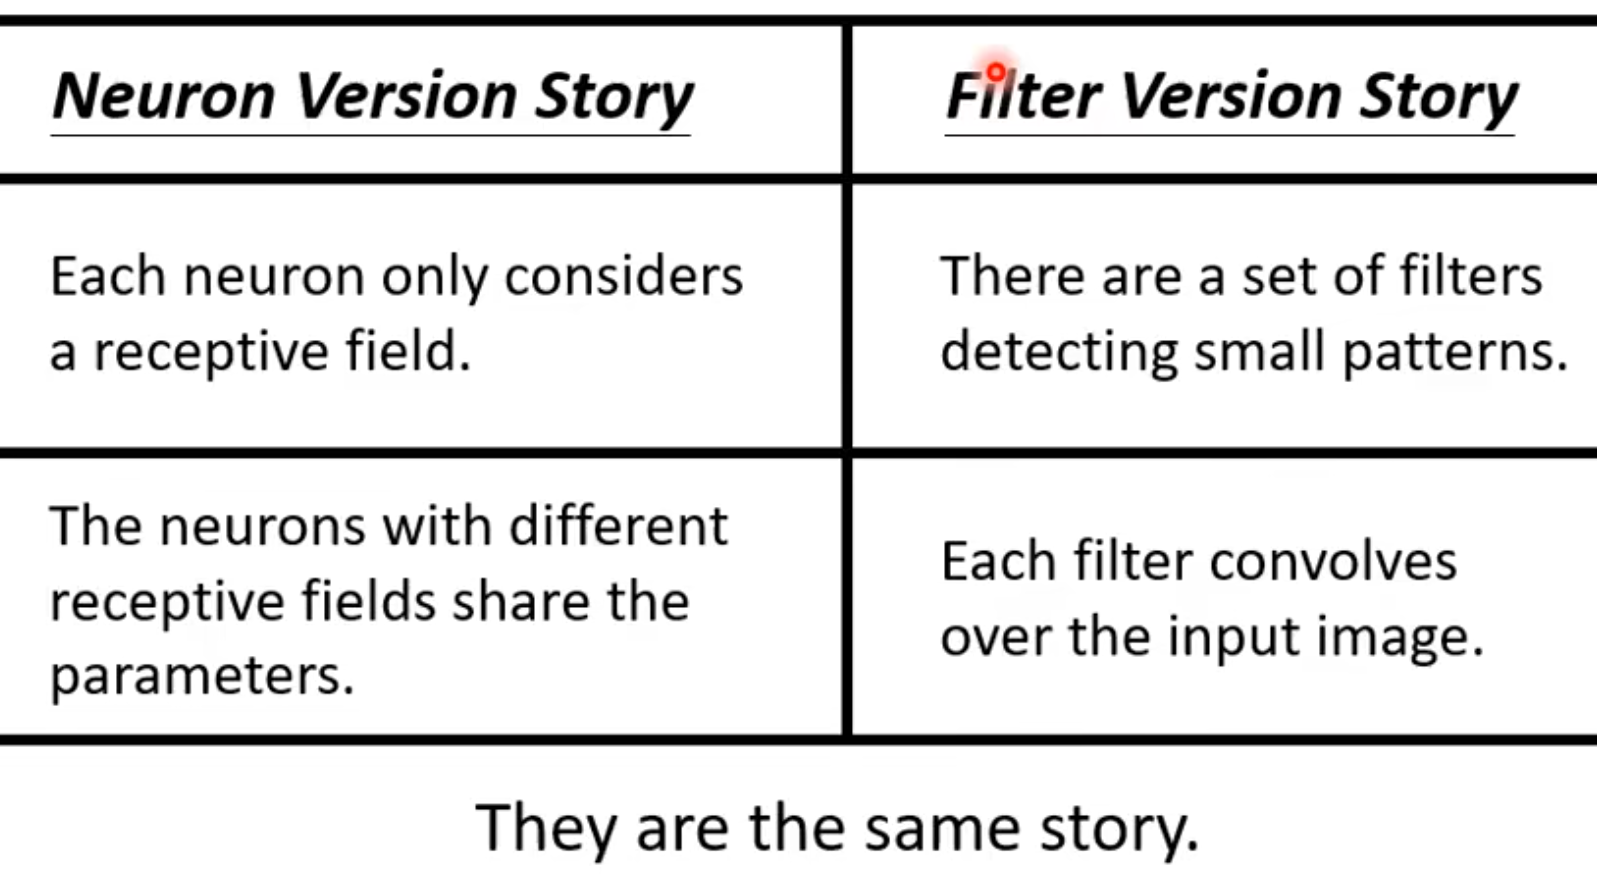 Neuron Version Story
Filter Version Story
Each neuron only considers
a receptive field.
There are a set of filters
detecting small patterns.
The neurons with different
receptive fields share the
parameters.
Each filter convolves
over the input image.
They are the same story.